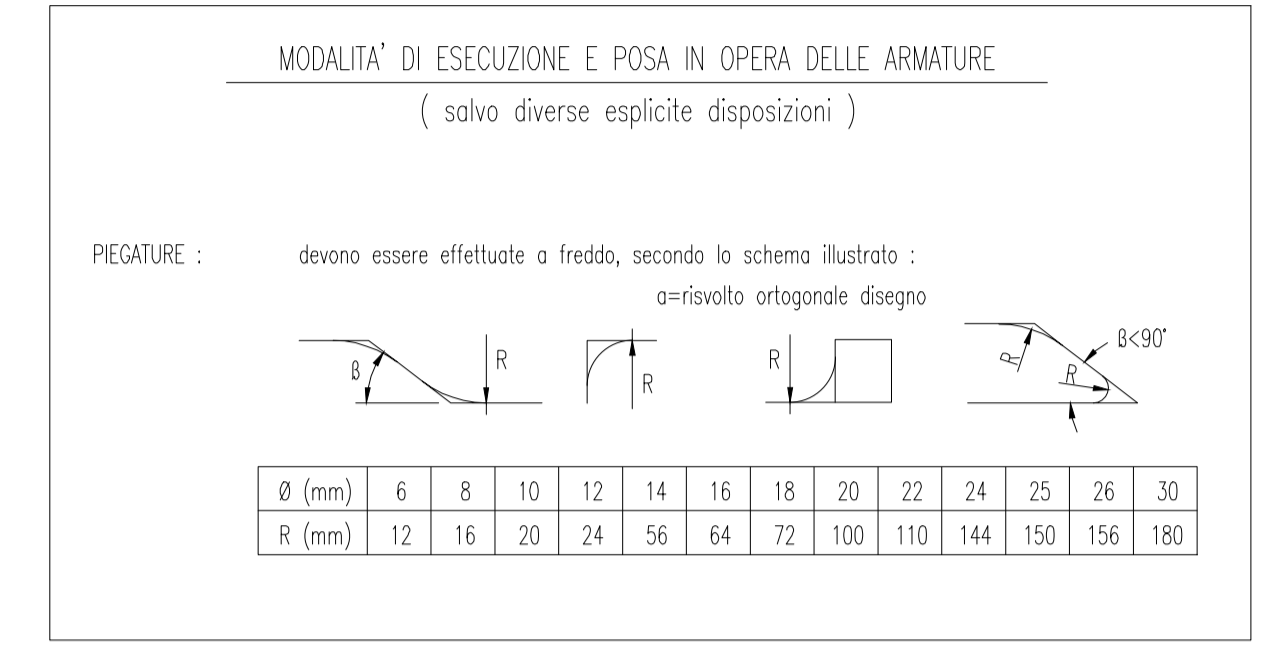 MODALITA' DI ESECUZIONE E POSA IN OPERA DELLE ARMATURE
( salvo diverse esplicite disposizioni )
PIEGATURE : devono essere effettuate a freddo, secondo lo schema illustrato :
a=risvolto ortogonale disegno
ß R R R R R ß<90°
Ø (mm) 6 8 10 12 14 16 18 20 22 24 25 26 30
R (mm) 12 16 20 24 56 64 72 100 110 144 150 156 180